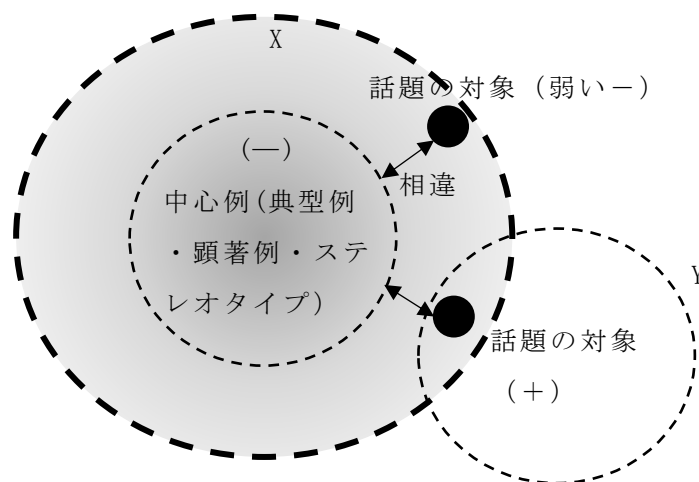 X
話題の対象（弱い－）
(―)
相違
中心例(典型例
・顕著例・ステ
レオタイプ)
Y
話題の対象
（＋）